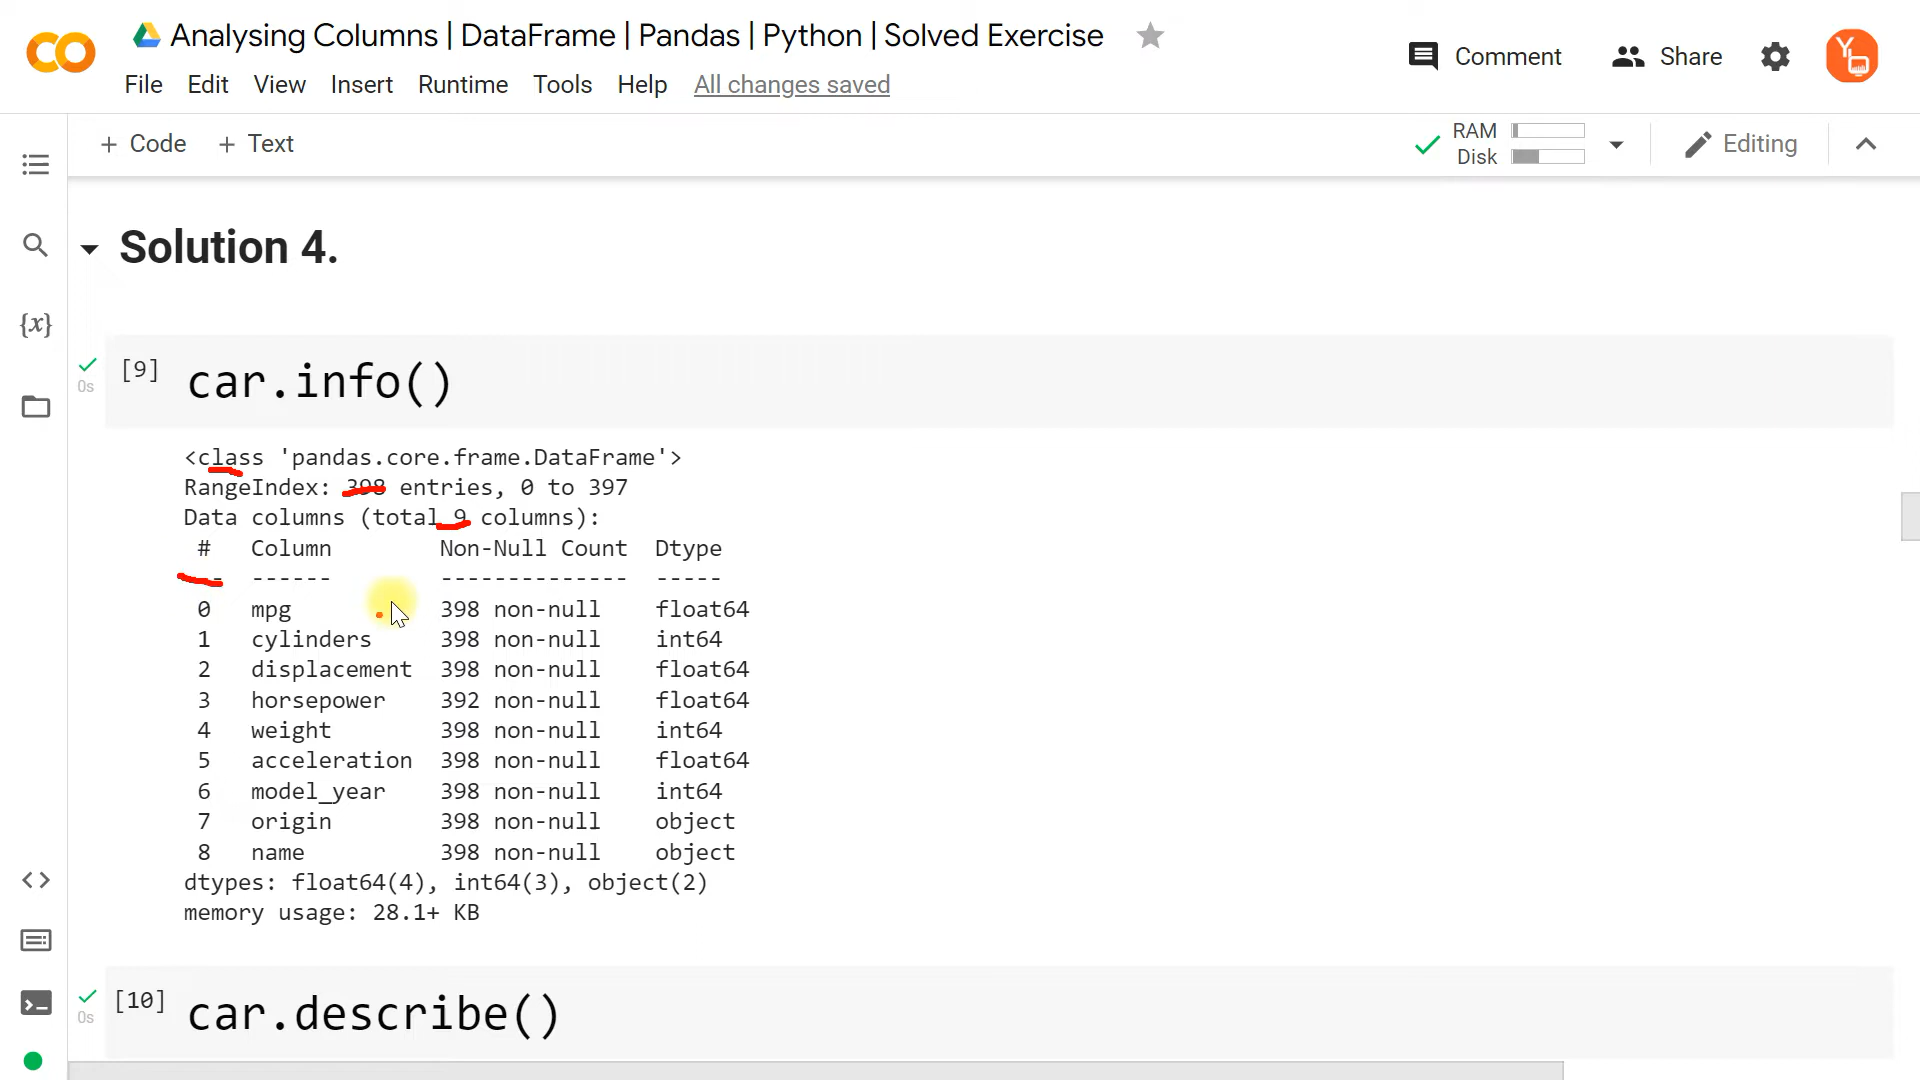 Analysing Columns | DataFrame | Pandas | Python | Solved Exercise
Comment
Share
File Edit View Insert Runtime Tools Help All changes saved
+ Code + Text
RAM
Disk
Editing
Solution 4.
{x}
[9] car.info()
0s
<class 'pandas.core.frame.DataFrame'>
RangeIndex: 398 entries, 0 to 397
Data columns (total 9 columns):
# Column Non-Null Count Dtype
--- ------ -------------- -----
0 mpg 398 non-null float64
1 cylinders 398 non-null int64
2 displacement 398 non-null float64
3 horsepower 392 non-null float64
4 weight 398 non-null int64
5 acceleration 398 non-null float64
6 model_year 398 non-null int64
7 origin 398 non-null object
8 name 398 non-null object
dtypes: float64(4), int64(3), object(2)
memory usage: 28.1+ KB
[10] car.describe()
0s